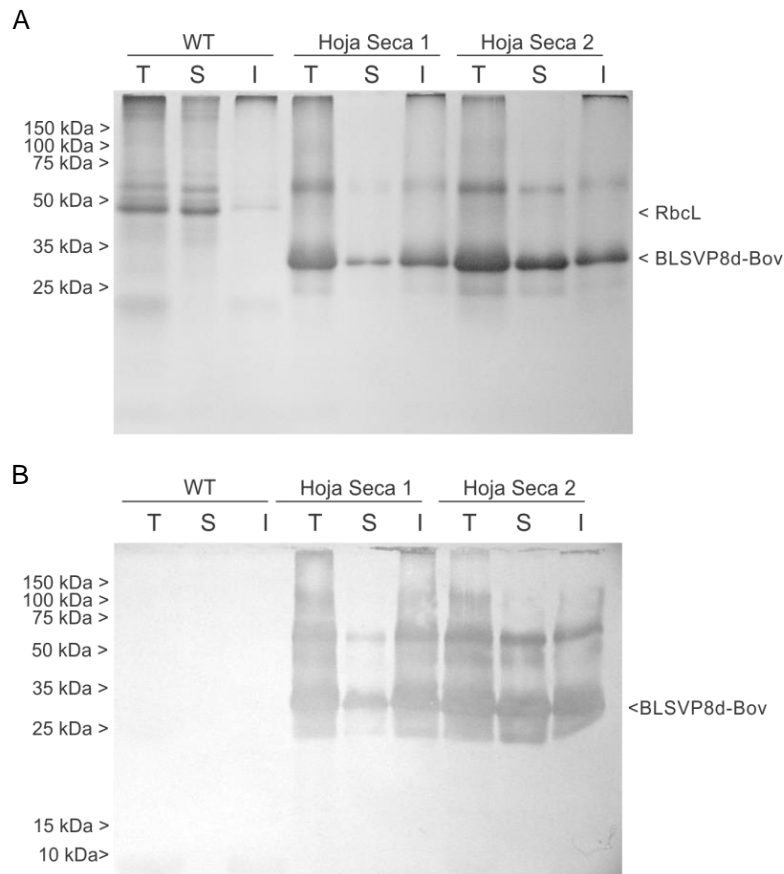 A
WT Hoja Seca 1 Hoja Seca 2
T S I T S I T S I
150 kDa >
100 kDa >
75 kDa >
50 kDa >
< RbcL
35 kDa >
< BLSVP8d-Bov
25 kDa >
B
WT Hoja Seca 1 Hoja Seca 2
T S I T S I T S I
150 kDa >
100 kDa >
75 kDa >
50 kDa >
35 kDa >
<BLSVP8d-Bov
25 kDa >
15 kDa >
10 kDa>